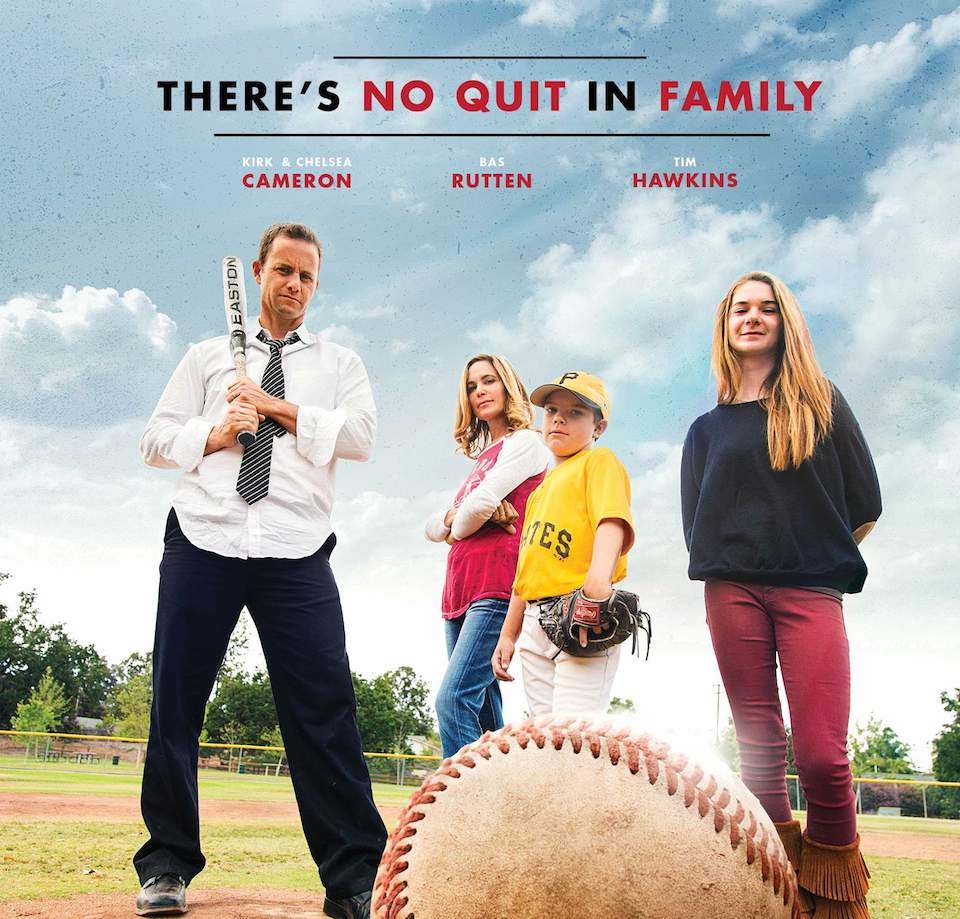 THERE'S NO QUIT IN FAMILY
KIRK & CHELSEA
CAMERON
BAS
RUTTEN
TIM
HAWKINS
EASTON
P
ATES